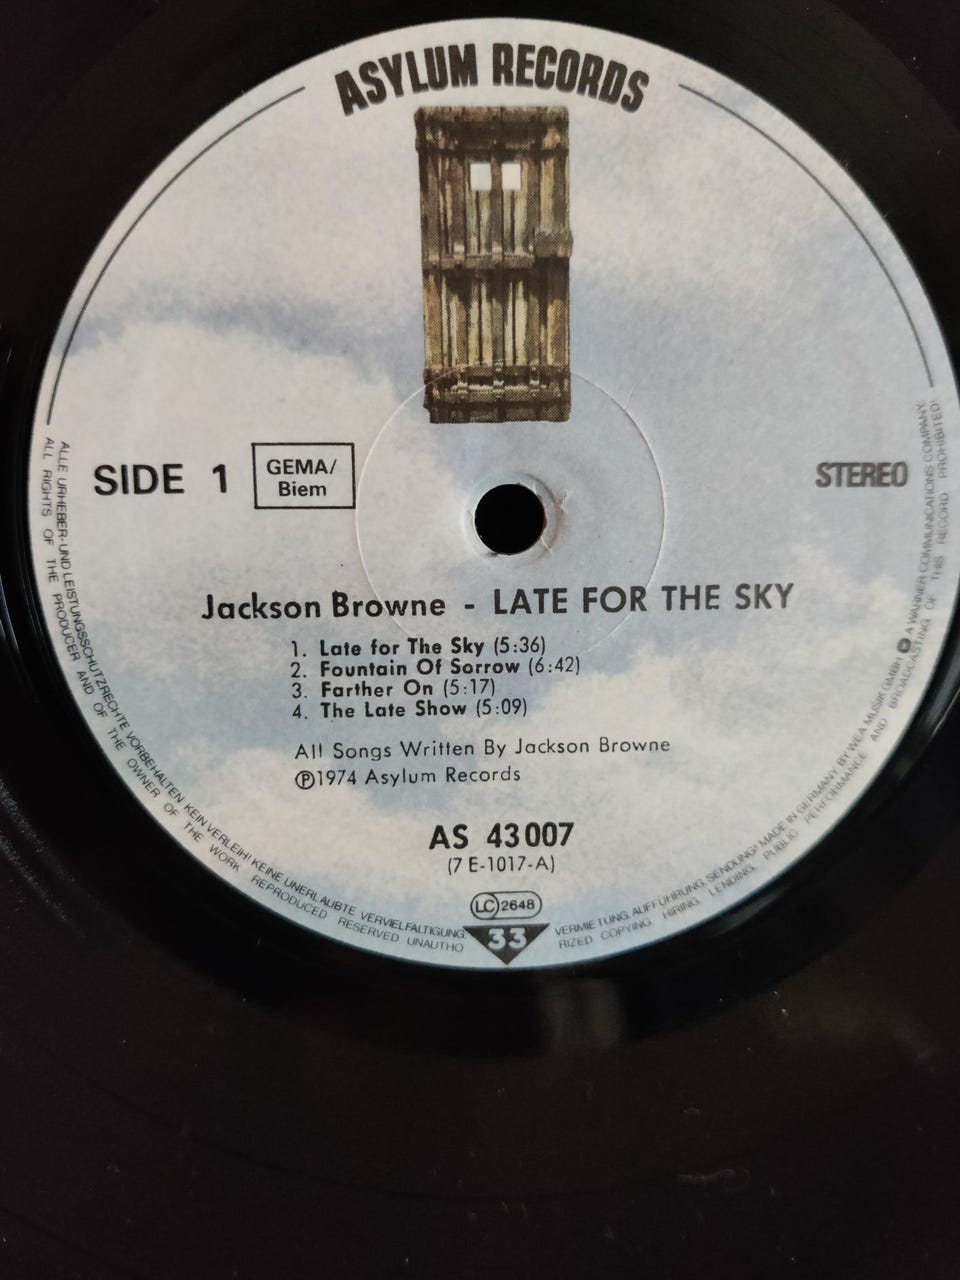 ASYLUM RECORDS
SIDE 1
GEMA/
Biem
STEREO
Jackson Browne - LATE FOR THE SKY
1. Late for The Sky (5:36)
2. Fountain Of Sorrow (6:42)
3. Farther On (5:17)
4. The Late Show (5:09)
All Songs Written By Jackson Browne
Ⓟ1974 Asylum Records
AS 43 007
(7 E-1017-A)
LC 2648
33
ALLE URHEBER- UND LEISTUNGSSCHUTZRECHTE VORBEHALTEN KEIN VERLEIH! KEINE UNERLAUBTE VERVIELFALTIGUNG, VERMIETUNG, AUFFÜHRUNG, SENDUNG! MADE IN GERMANY BY WEA MUSIK GMBH A WARNER COMMUNICATIONS COMPANY.
ALL RIGHTS OF THE PRODUCER AND OF THE OWNER OF THE WORK REPRODUCED RESERVED UNAUTHORIZED COPYING, HIRING, LENDING, PUBLIC PERFORMANCE AND BROADCASTING OF THIS RECORD PROHIBITED!